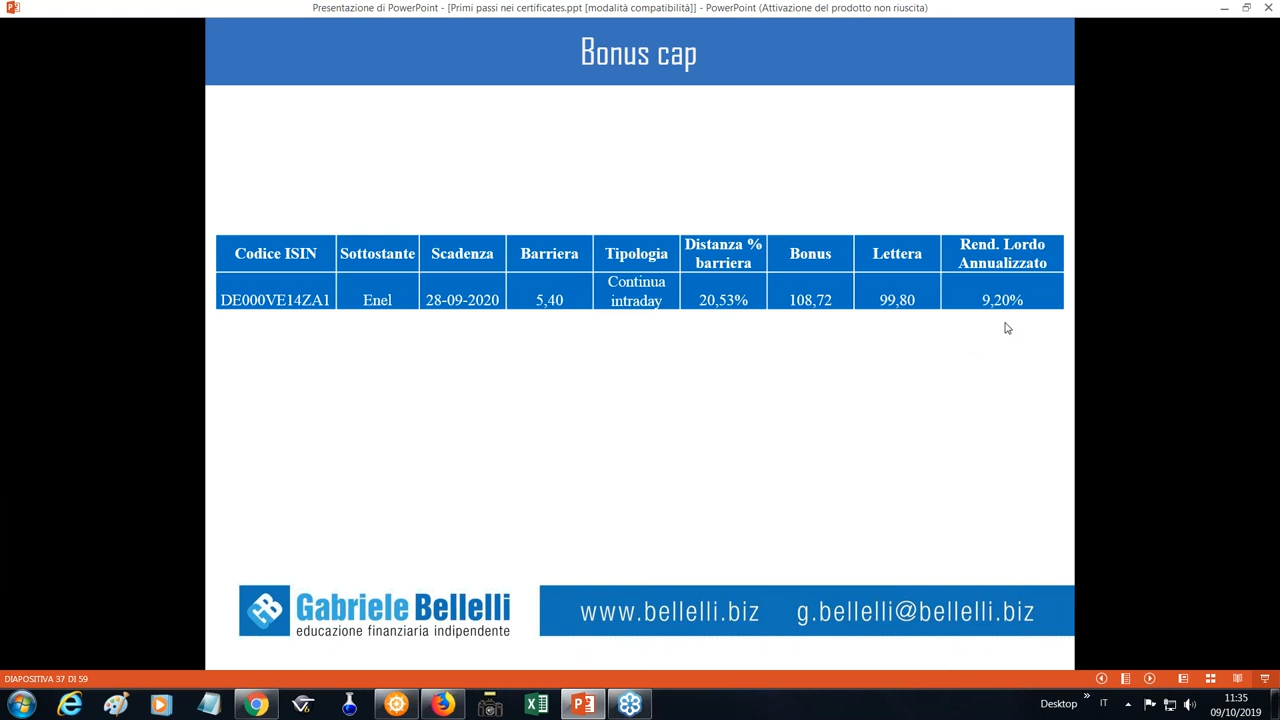 Presentazione di PowerPoint - [Primi passi nei certificates.ppt [modalità compatibilità]] - PowerPoint (Attivazione del prodotto non riuscita)
Bonus cap
Codice ISIN Sottostante Scadenza Barriera Tipologia Distanza % barriera Bonus Lettera Rend. Lordo Annualizzato
DE000VE14ZA1 Enel 28-09-2020 5,40 Continua intraday 20,53% 108,72 99,80 9,20%
Gabriele Bellelli
educazione finanziaria indipendente
www.bellelli.biz g.bellelli@bellelli.biz
DIAPOSITIVA 37 DI 59
Desktop
IT
11:35
09/10/2019